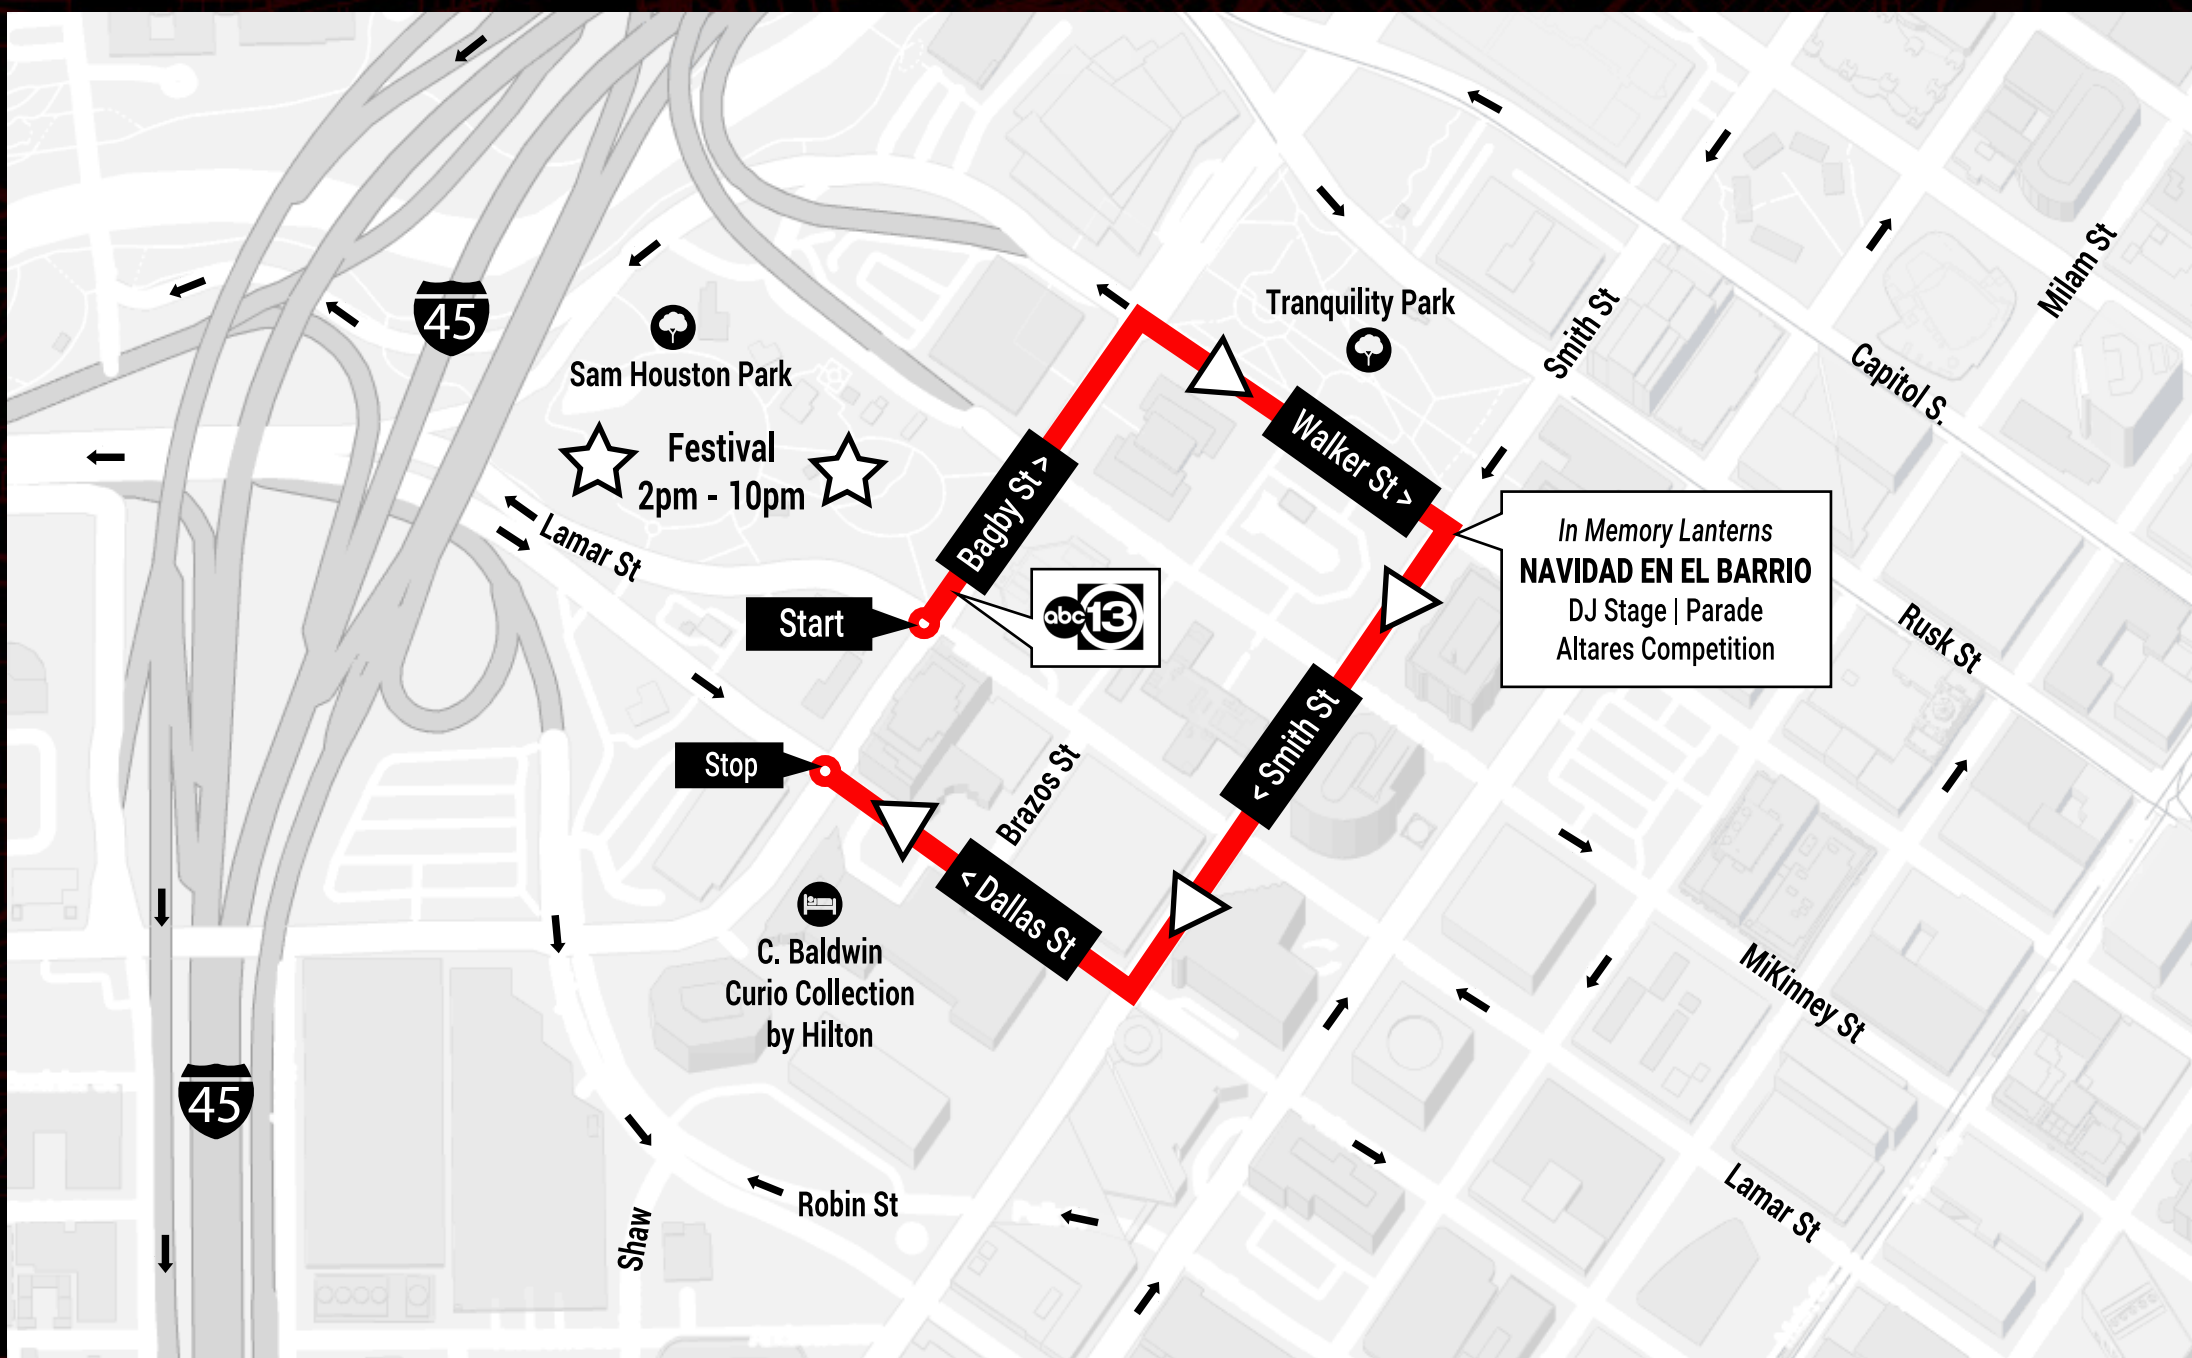 45
Tranquility Park
Smith St
Milam St
Capitol S.
Sam Houston Park
Festival
2pm - 10pm
Bagby St >
Walker St >
Lamar St
In Memory Lanterns
NAVIDAD EN EL BARRIO
DJ Stage | Parade
Altares Competition
abc 13
Start
Rusk St
< Smith St
Stop
Brazos St
< Dallas St
C. Baldwin
Curio Collection
by Hilton
MiKinney St
45
Robin St
Shaw
Lamar St